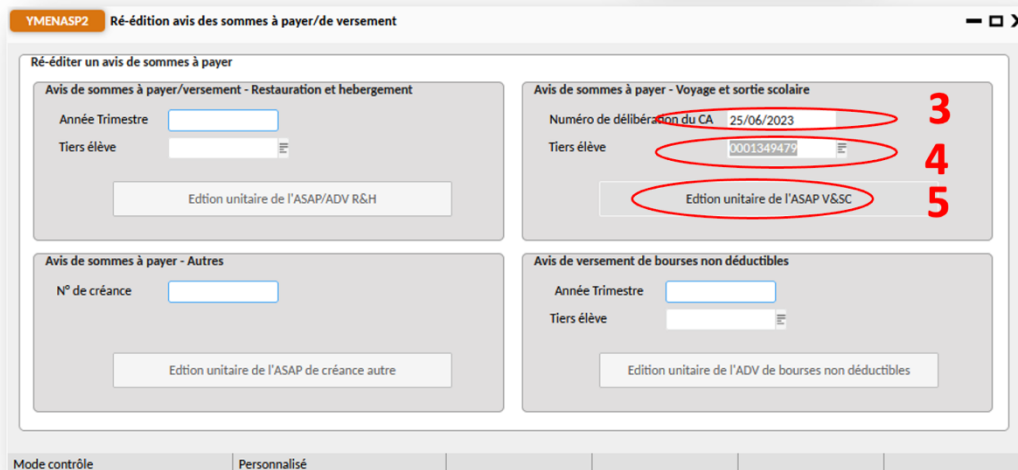 YMENASP2 Ré-édition avis des sommes à payer/de versement
Ré-éditer un avis de sommes à payer
Avis de sommes à payer/versement - Restauration et hebergement
Année Trimestre
Tiers élève
Edtion unitaire de l'ASAP/ADV R&H
Avis de sommes à payer - Voyage et sortie scolaire
Numéro de délibération du CA 25/06/2023 3
Tiers élève 0001349479 4
Edtion unitaire de l'ASAP V&SC 5
Avis de sommes à payer - Autres
N° de créance
Edtion unitaire de l'ASAP de créance autre
Avis de versement de bourses non déductibles
Année Trimestre
Tiers élève
Edition unitaire de l'ADV de bourses non déductibles
Mode contrôle Personnalisé